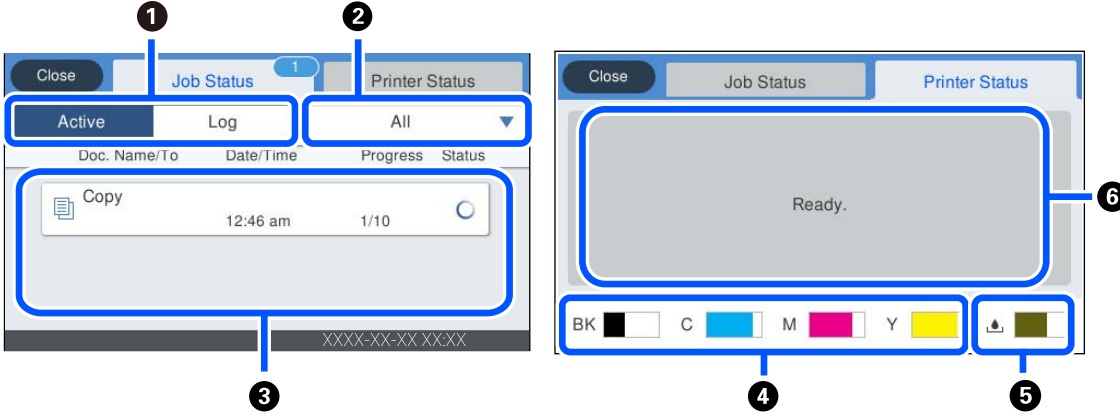 1 2
Close Job Status 1 Printer Status
Active Log All
Doc. Name/To Date/Time Progress Status
Copy
12:46 am 1/10
XXXX-XX-XX XX:XX
3
Close Job Status Printer Status
Ready.
6
BK C M Y
4 5